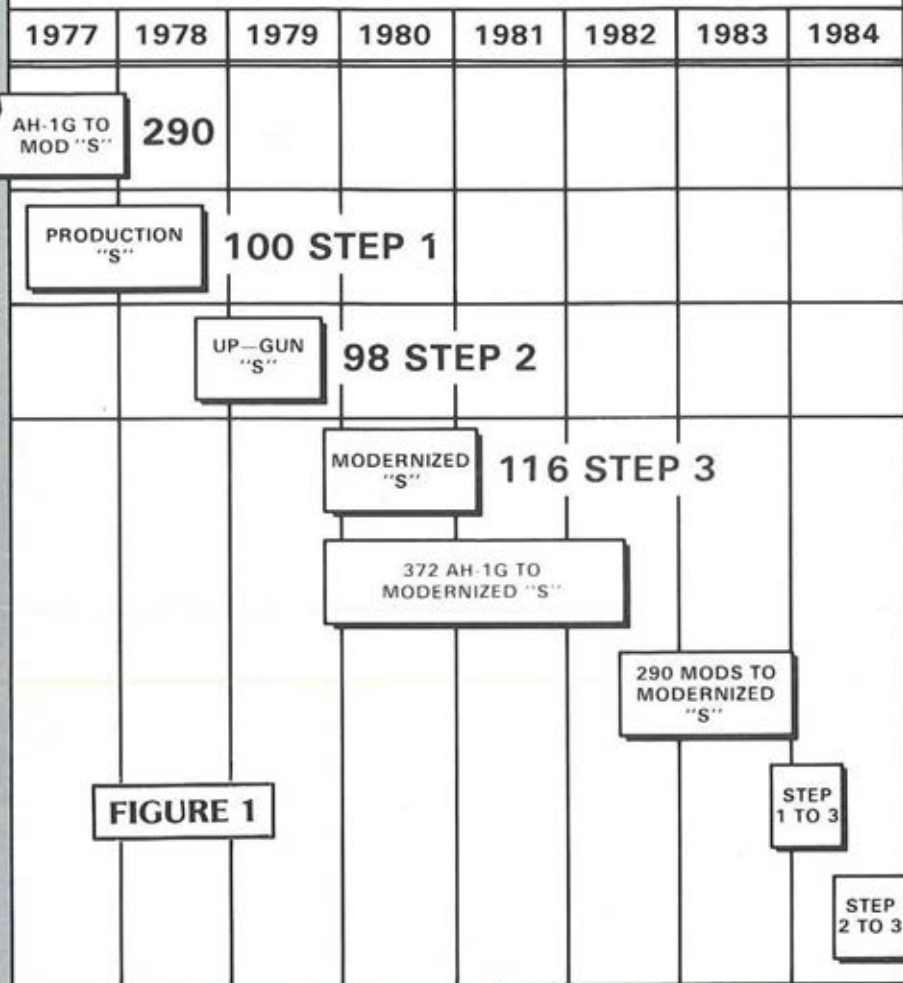 1977 1978 1979 1980 1981 1982 1983 1984
AH-1G TO
MOD "S"
290
PRODUCTION
"S"
100 STEP 1
UP—GUN
"S"
98 STEP 2
MODERNIZED
"S"
116 STEP 3
372 AH-1G TO
MODERNIZED "S"
290 MODS TO
MODERNIZED
"S"
STEP
1 TO 3
FIGURE 1
STEP
2 TO 3